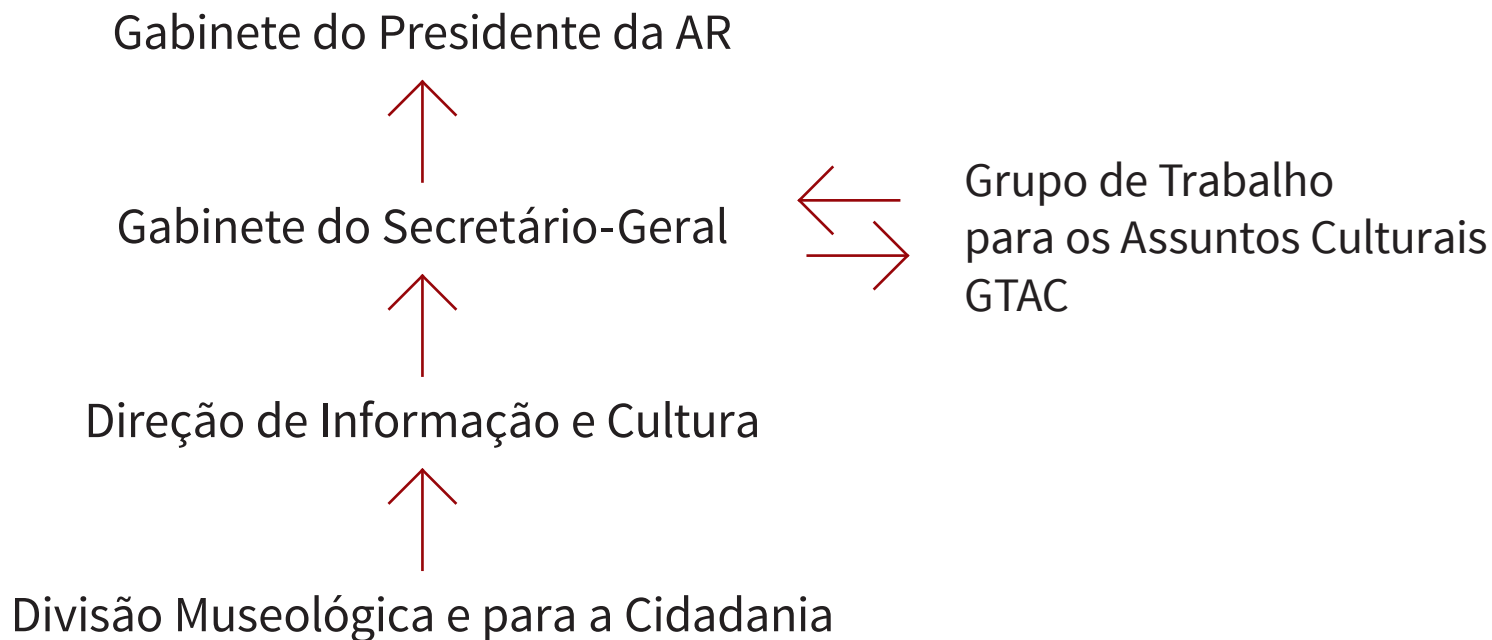 Gabinete do Presidente da AR
Gabinete do Secretário-Geral
Grupo de Trabalho
para os Assuntos Culturais
GTAC
Direção de Informação e Cultura
Divisão Museológica e para a Cidadania